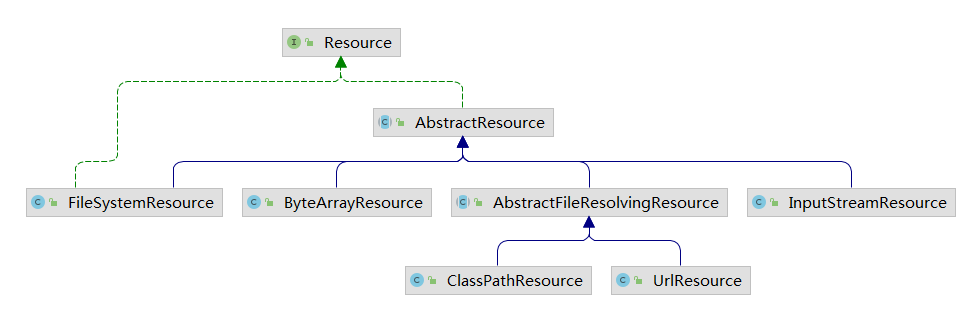 I Resource
C AbstractResource
C FileSystemResource
C ByteArrayResource
C AbstractFileResolvingResource
C InputStreamResource
C ClassPathResource
C UrlResource